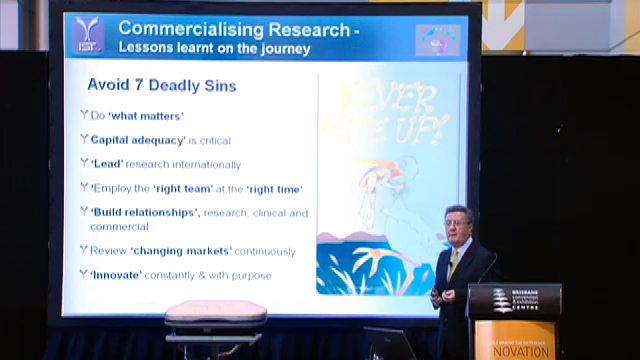 Commercialising Research -
Lessons learnt on the journey
IST
Avoid 7 Deadly Sins
Do 'what matters'
Capital adequacy' is critical
'Lead' research internationally
'Employ the 'right team' at the 'right time'
'Build relationships', research, clinical and
commercial
Review 'changing markets' continuously
'Innovate' constantly & with purpose
NEVER
GIVE UP!
BRISBANE
convention
& exhibition
CENTRE
NOVATION